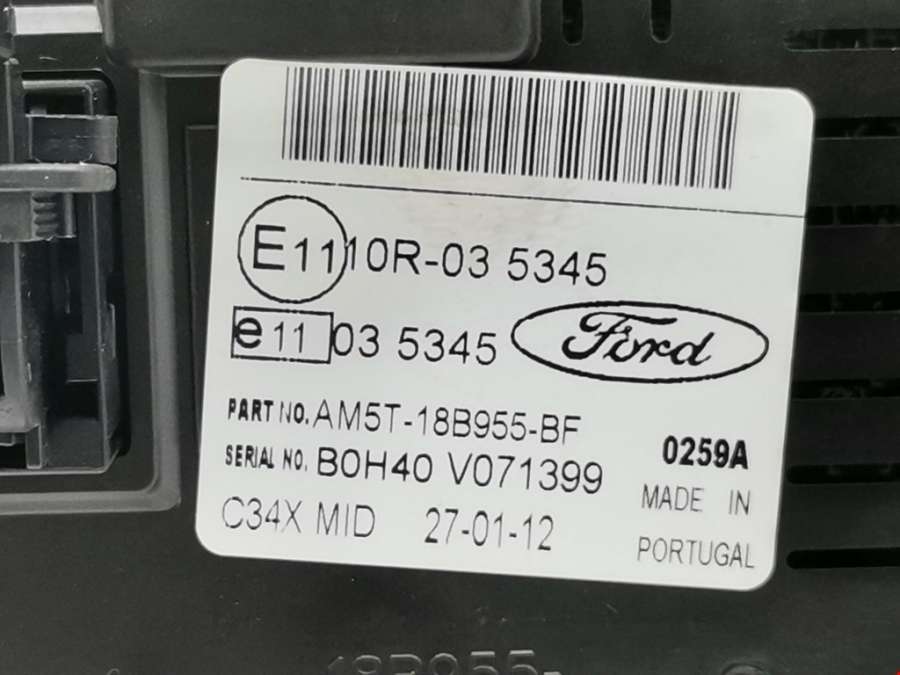 E11 10R-03 5345
e11 03 5345 Ford
PART NO. AM5T-18B955-BF
SERIAL NO. B0H40 V071399
0259A
C34X MID 27-01-12
MADE IN
PORTUGAL
18B955-